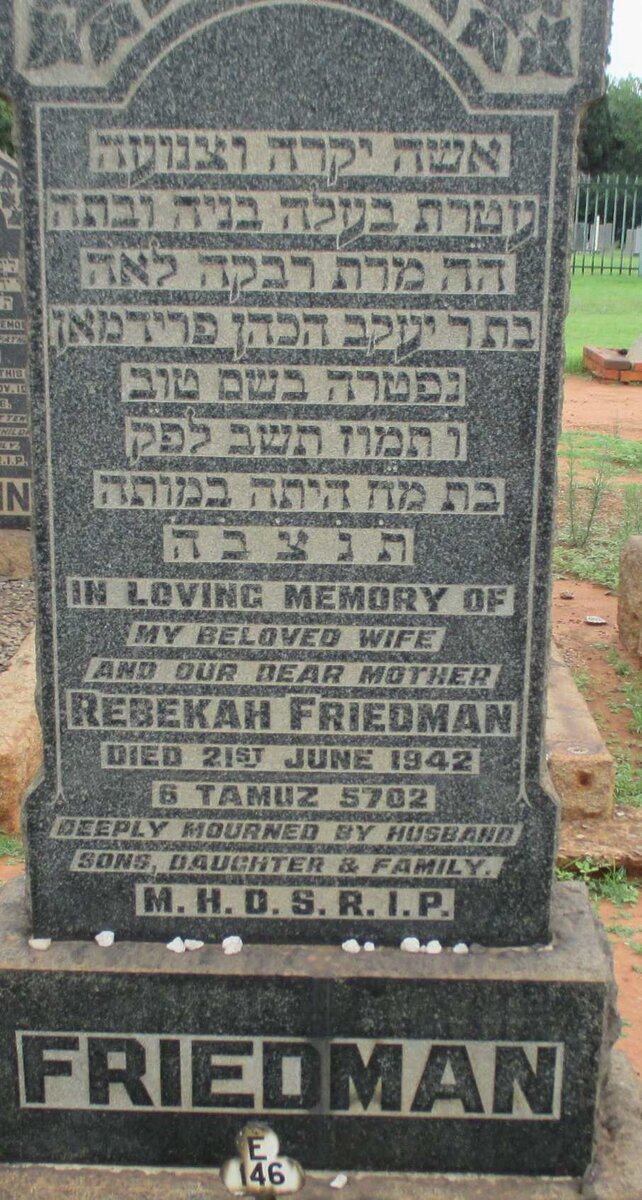 אשה יקרה וצנועה
עטרת בעלה בניה ובתה
הה מרת רבקה לאה
בת ר יעקב הכהן פרידמאן
נפטרה בשם טוב
ו תמוז תשב לפק
בת מח היתה במותה
ת נ צ ב ה
IN LOVING MEMORY OF
MY BELOVED WIFE
AND OUR DEAR MOTHER
REBEKAH FRIEDMAN
DIED 21ST JUNE 1942
6 TAMUZ 5702
DEEPLY MOURNED BY HUSBAND
SONS, DAUGHTER & FAMILY.
M.H.D.S.R.I.P.
FRIEDMAN
E
146
THIS
R.I.P.